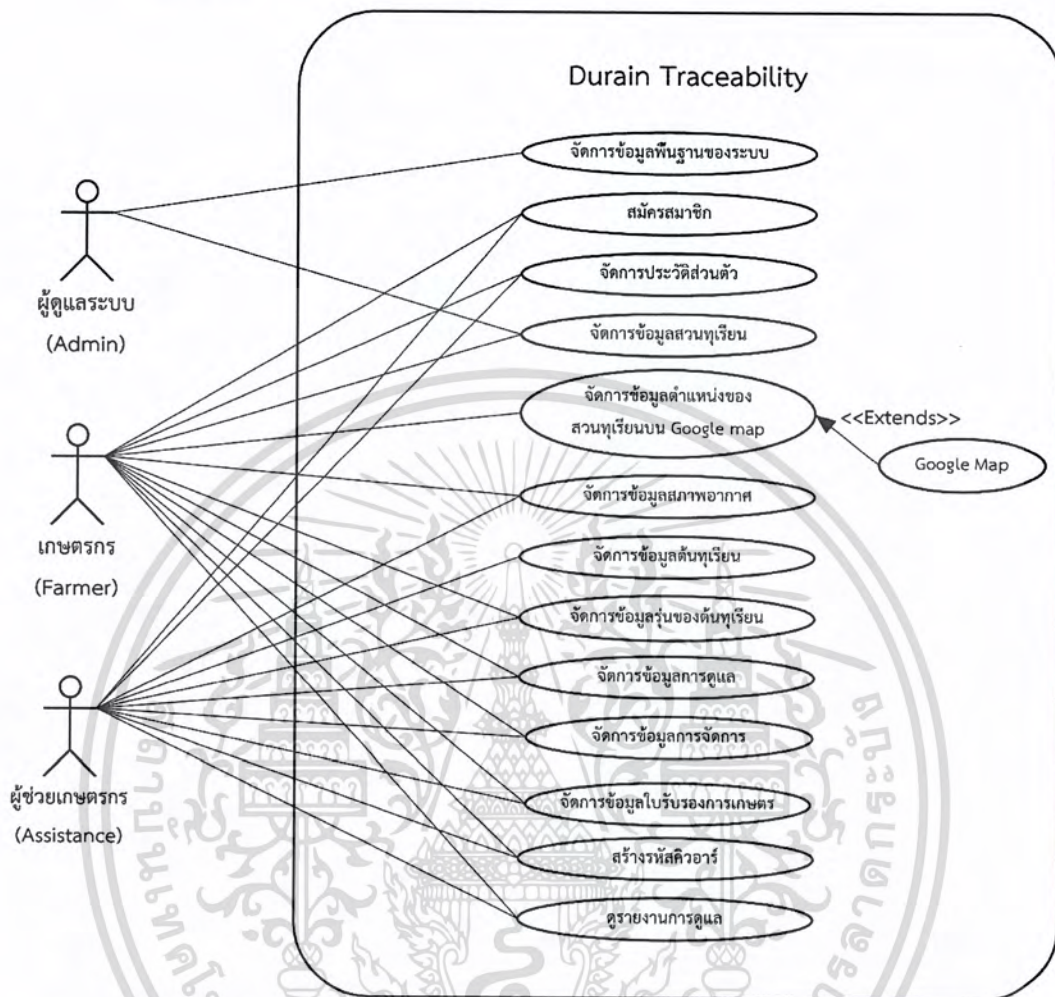 Durain Traceability
จัดการข้อมูลพื้นฐานของระบบ
สมัครสมาชิก
จัดการประวัติส่วนตัว
จัดการข้อมูลสวนทุเรียน
จัดการข้อมูลตำแหน่งของ
สวนทุเรียนบน Google map
<<Extends>>
Google Map
จัดการข้อมูลสภาพอากาศ
จัดการข้อมูลต้นทุเรียน
จัดการข้อมูลรุ่นของต้นทุเรียน
จัดการข้อมูลการดูแล
จัดการข้อมูลการจัดการ
จัดการข้อมูลใบรับรองการเกษตร
สร้างรหัสคิวอาร์
ดูรายงานการดูแล
ผู้ดูแลระบบ
(Admin)
เกษตรกร
(Farmer)
ผู้ช่วยเกษตรกร
(Assistance)